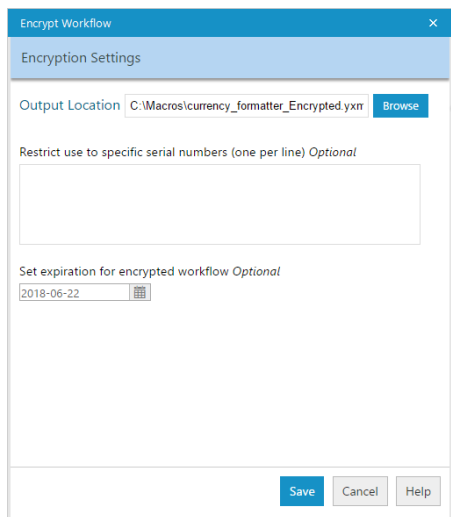 Encrypt Workflow
Encryption Settings
Output Location C:\Macros\currency_formatter_Encrypted.yxm Browse
Restrict use to specific serial numbers (one per line) Optional
Set expiration for encrypted workflow Optional
2018-06-22
Save Cancel Help